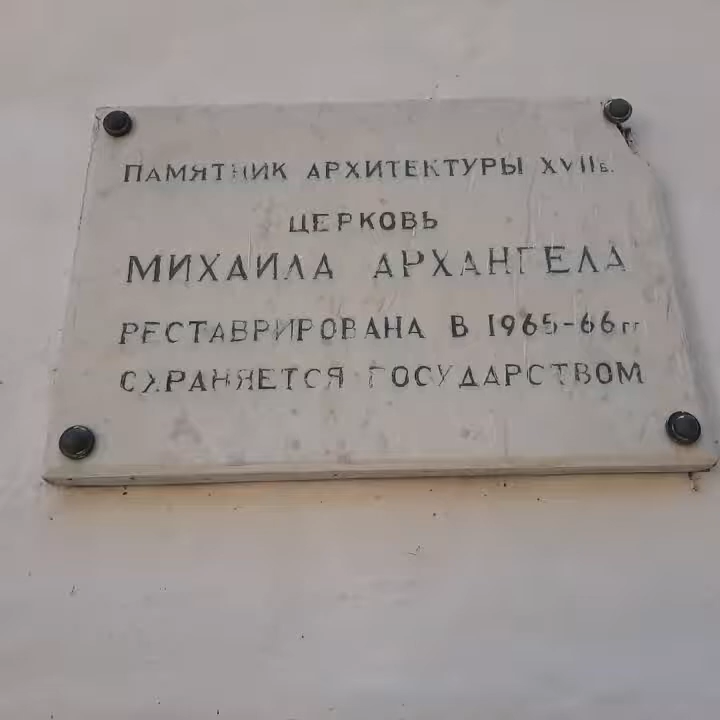 ПАМЯТНИК АРХИТЕКТУРЫ XVIIв.
ЦЕРКОВЬ
МИХАИЛА АРХАНГЕЛА
РЕСТАВРИРОВАНА В 1965-66гг
ОХРАНЯЕТСЯ ГОСУДАРСТВОМ